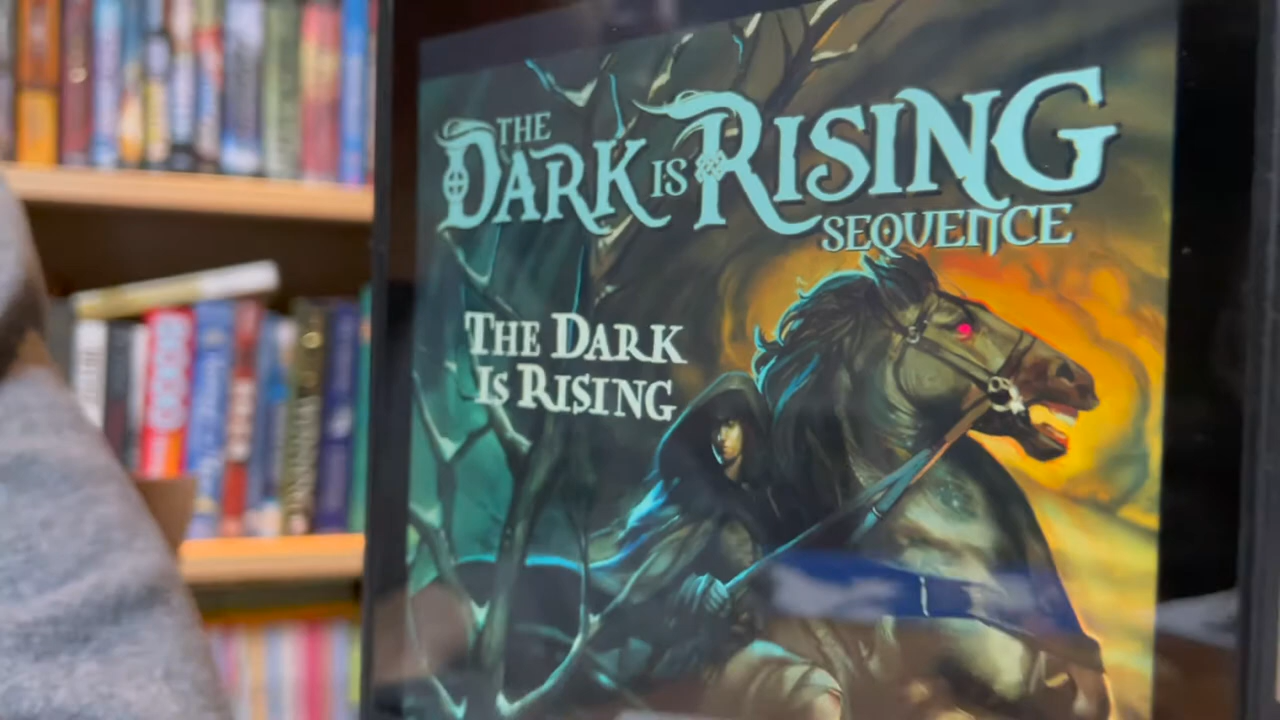 THE
DARK IS RISING
SEQUENCE
THE DARK
IS RISING